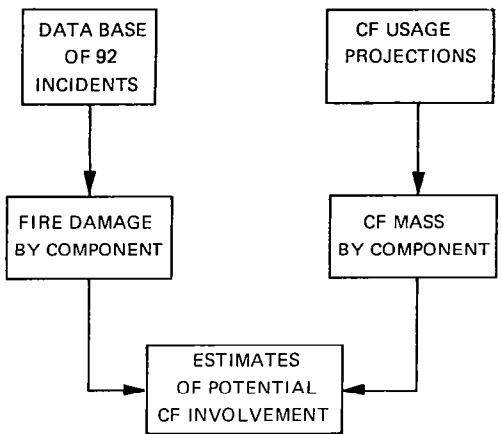 DATA BASE
OF 92
INCIDENTS
CF USAGE
PROJECTIONS
FIRE DAMAGE
BY COMPONENT
CF MASS
BY COMPONENT
ESTIMATES
OF POTENTIAL
CF INVOLVEMENT